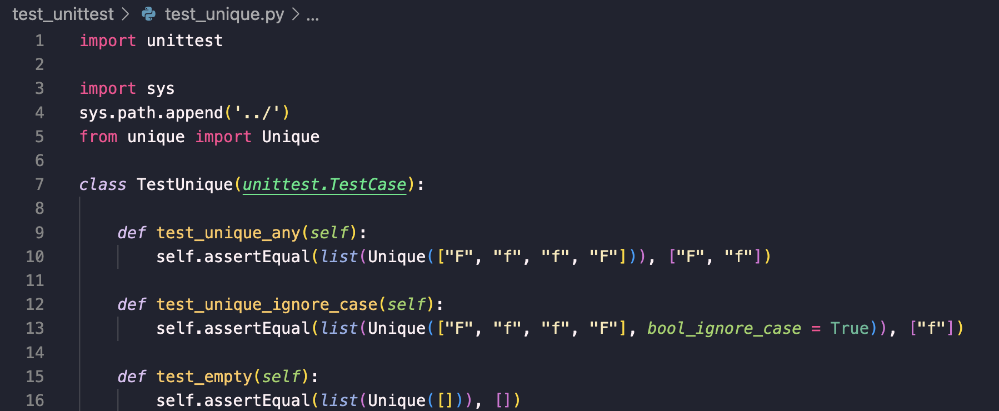 test_unittest > test_unique.py > ...
1 import unittest
2
3 import sys
4 sys.path.append('../')
5 from unique import Unique
6
7 class TestUnique(unittest.TestCase):
8
9 def test_unique_any(self):
10 self.assertEqual(list(Unique(["F", "f", "f", "F"])), ["F", "f"])
11
12 def test_unique_ignore_case(self):
13 self.assertEqual(list(Unique(["F", "f", "f", "F"], bool_ignore_case = True)), ["f"])
14
15 def test_empty(self):
16 self.assertEqual(list(Unique([])), [])